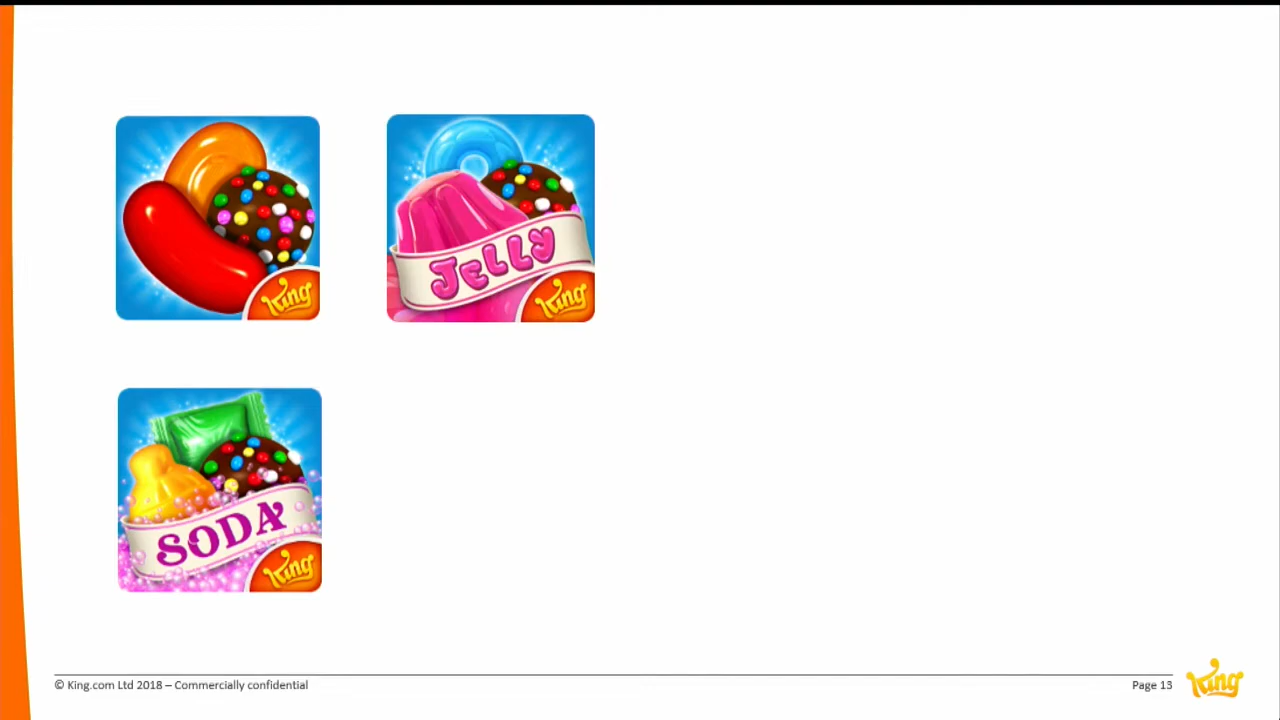 King
JELLY
King
SODA
King
© King.com Ltd 2018 – Commercially confidential
Page 13
King